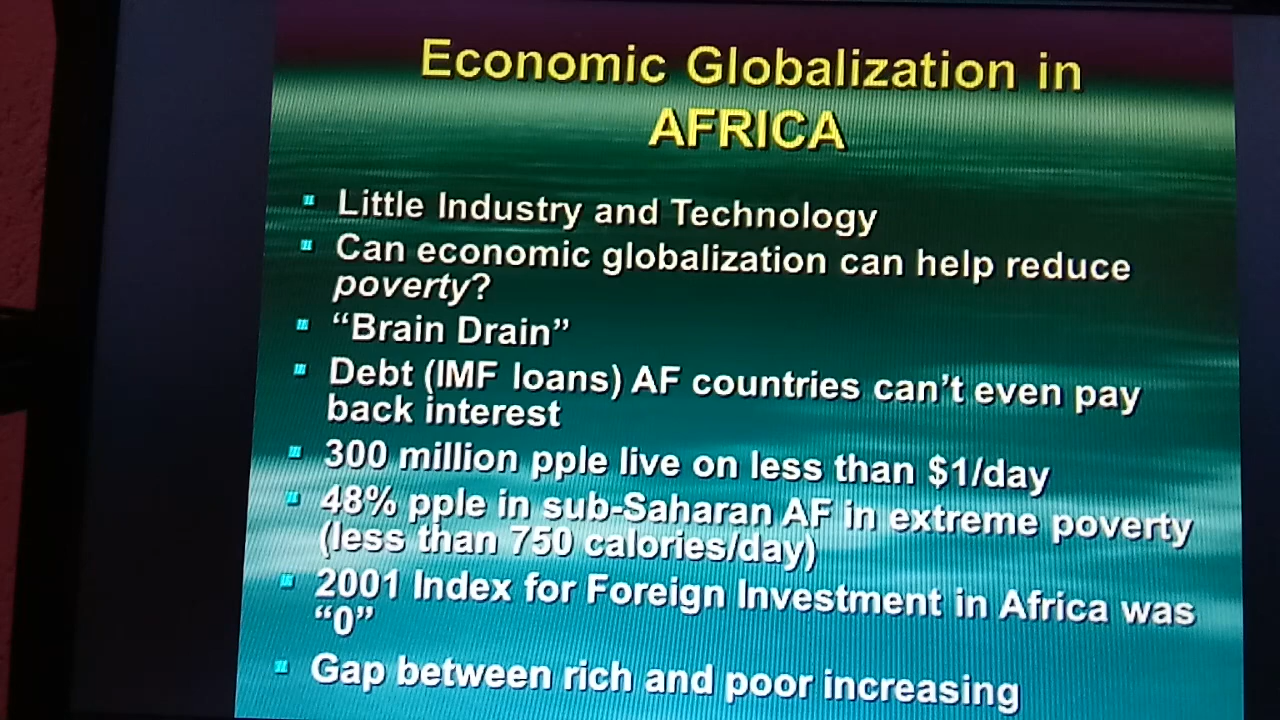 Economic Globalization in
AFRICA
Little Industry and Technology
Can economic globalization can help reduce
poverty?
“Brain Drain”
Debt (IMF loans) AF countries can’t even pay
back interest
300 million pple live on less than $1/day
48% pple in sub-Saharan AF in extreme poverty
(less than 750 calories/day)
2001 Index for Foreign Investment in Africa was
“0”
Gap between rich and poor increasing